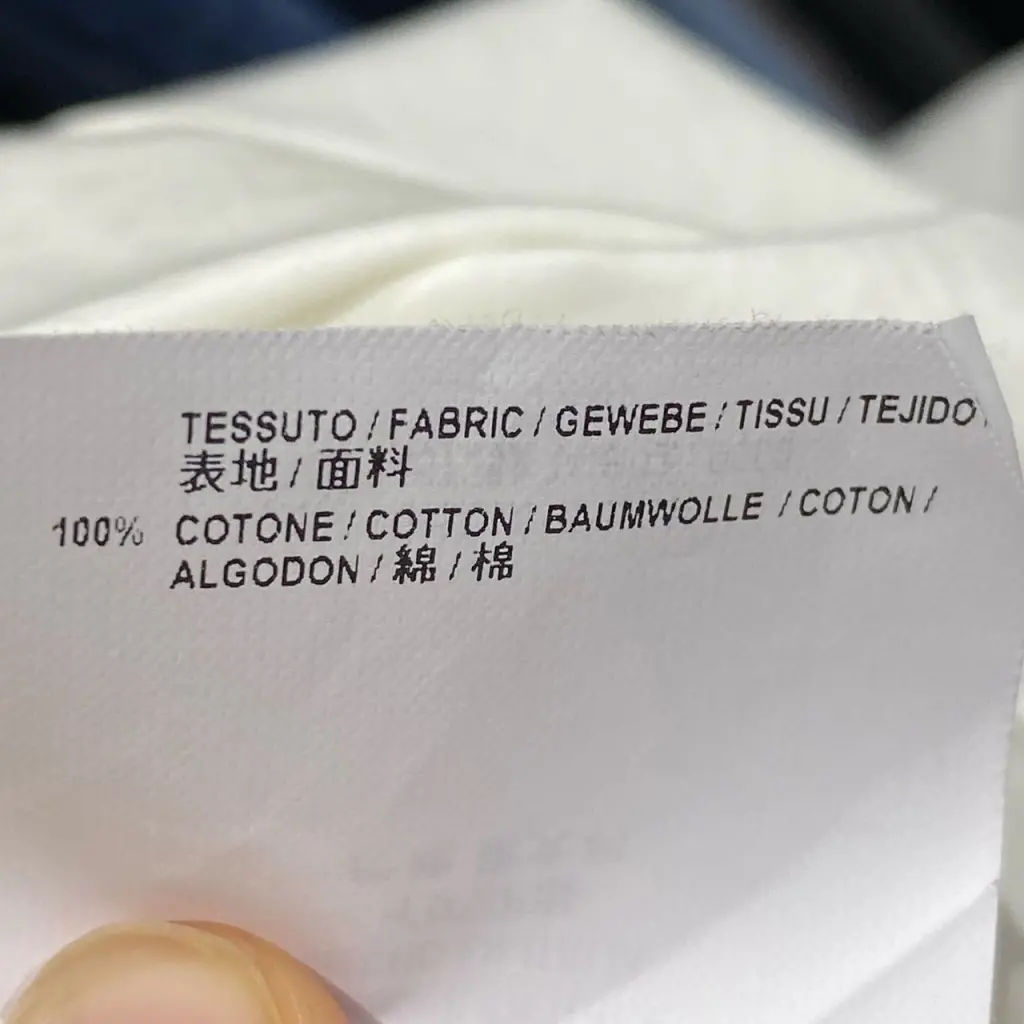 TESSUTO / FABRIC / GEWEBE / TISSU / TEJIDO
表地 / 面料
100% COTONE / COTTON / BAUMWOLLE / COTON /
ALGODON / 綿 / 棉